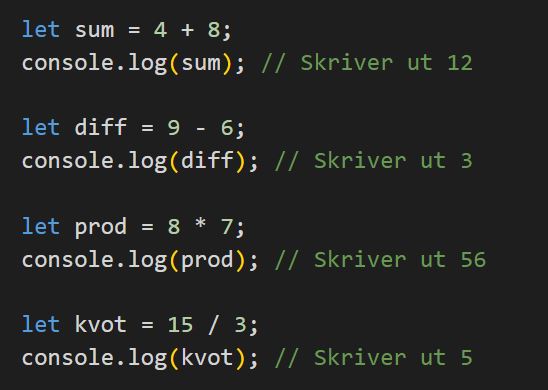 let sum = 4 + 8;
console.log(sum); // Skriver ut 12
let diff = 9 - 6;
console.log(diff); // Skriver ut 3
let prod = 8 * 7;
console.log(prod); // Skriver ut 56
let kvot = 15 / 3;
console.log(kvot); // Skriver ut 5